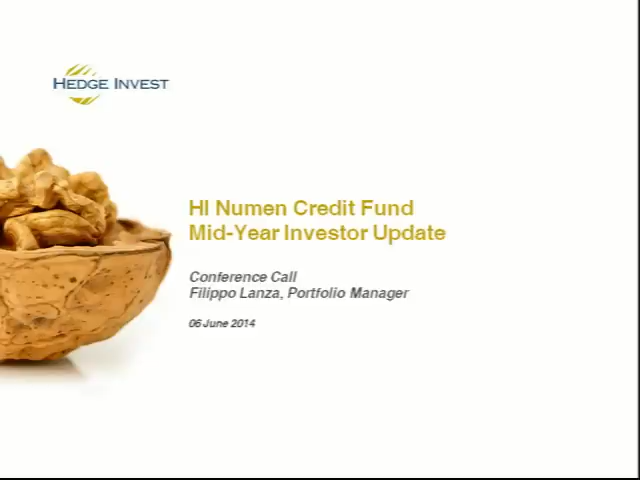 HEDGE INVEST
HI Numen Credit Fund
Mid-Year Investor Update
Conference Call
Filippo Lanza, Portfolio Manager
06 June 2014